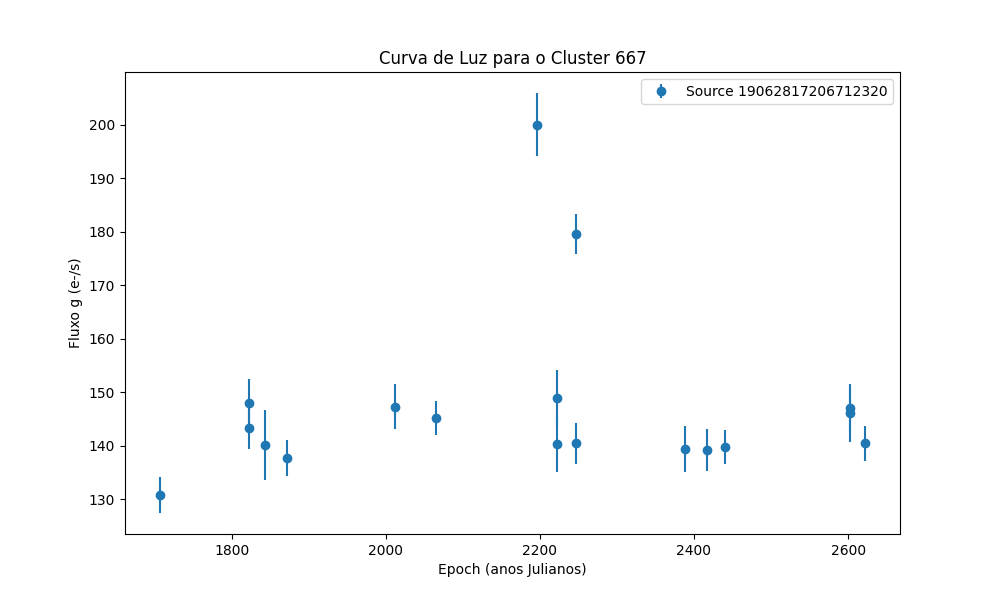 Curva de Luz para o Cluster 667
Source 19062817206712320
200
190
180
170
160
150
140
130
Fluxo g (e-/s)
1800 2000 2200 2400 2600
Epoch (anos Julianos)